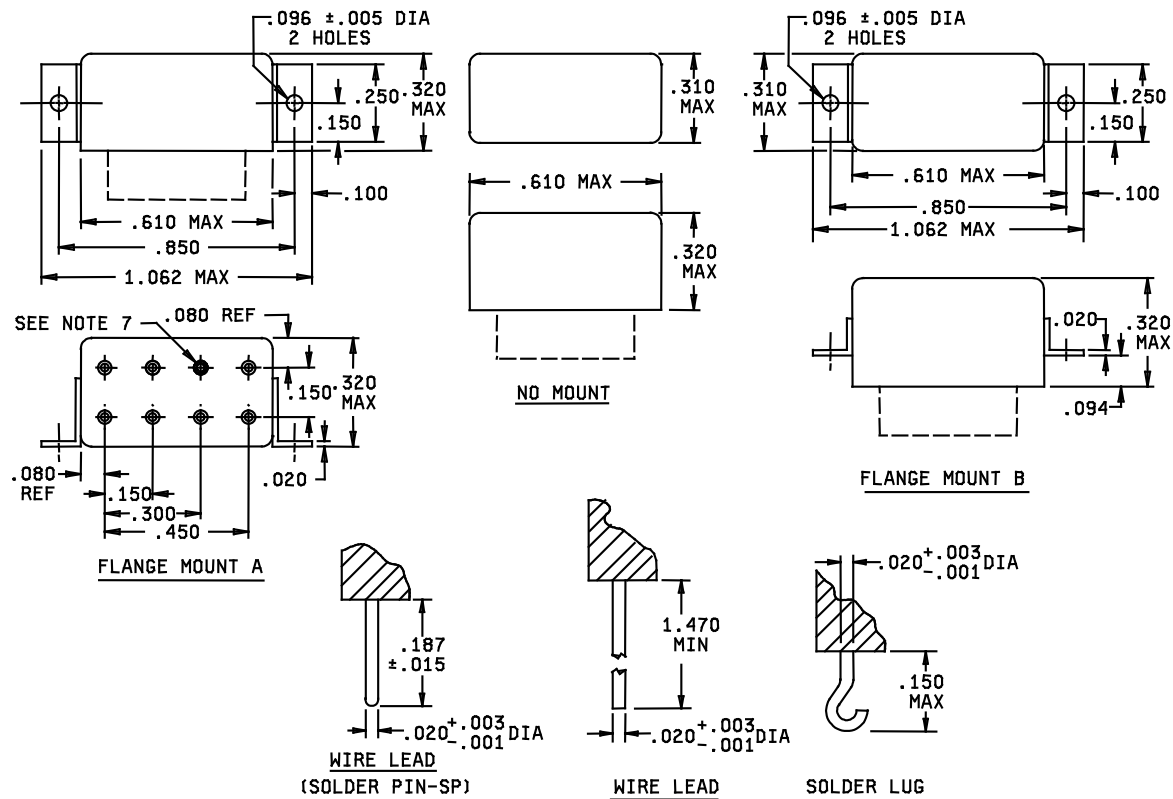 .096 ±.005 DIA
2 HOLES
.250
.320
MAX
.150
.100
.610 MAX
.850
1.062 MAX
.310
MAX
.610 MAX
.320
MAX
NO MOUNT
.096 ±.005 DIA
2 HOLES
.310
MAX
.250
.150
.610 MAX
.100
.850
1.062 MAX
SEE NOTE 7
.080 REF
.150
.320
MAX
.080
REF
.020
.150
.300
.450
FLANGE MOUNT A
.020
.320
MAX
.094
FLANGE MOUNT B
.187
±.015
.020 +.003 -.001 DIA
WIRE LEAD
(SOLDER PIN-SP)
1.470
MIN
.020 +.003 -.001 DIA
WIRE LEAD
.020 +.003 -.001 DIA
.150
MAX
SOLDER LUG